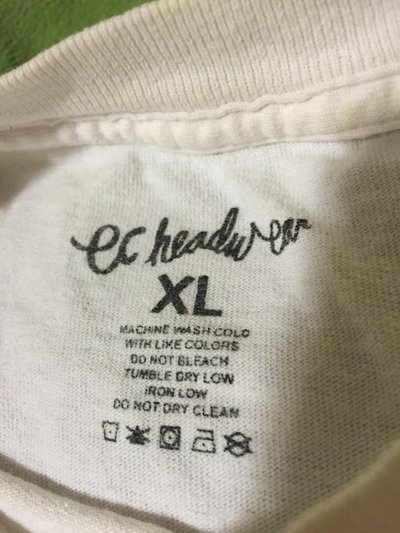 ec headwear
XL
MACHINE WASH COLD
WITH LIKE COLORS
DO NOT BLEACH
TUMBLE DRY LOW
IRON LOW
DO NOT DRY CLEAN